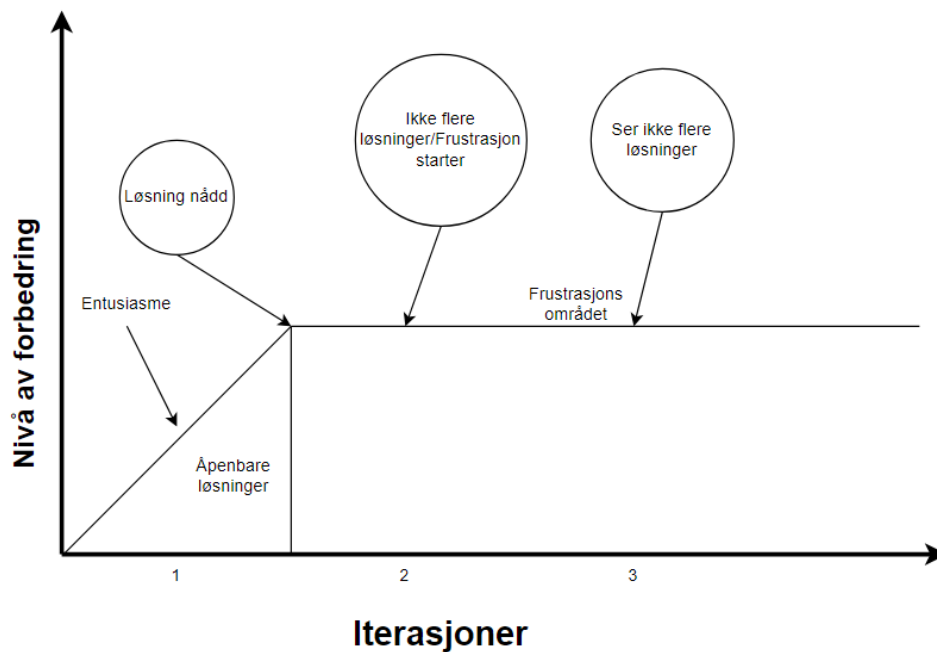 Ikke flere
løsninger/Frustrasjon
starter
Ser ikke flere
løsninger
Løsning nådd
Entusiasme
Frustrasjons
området
Nivå av forbedring
Åpenbare
løsninger
1
2
3
Iterasjoner